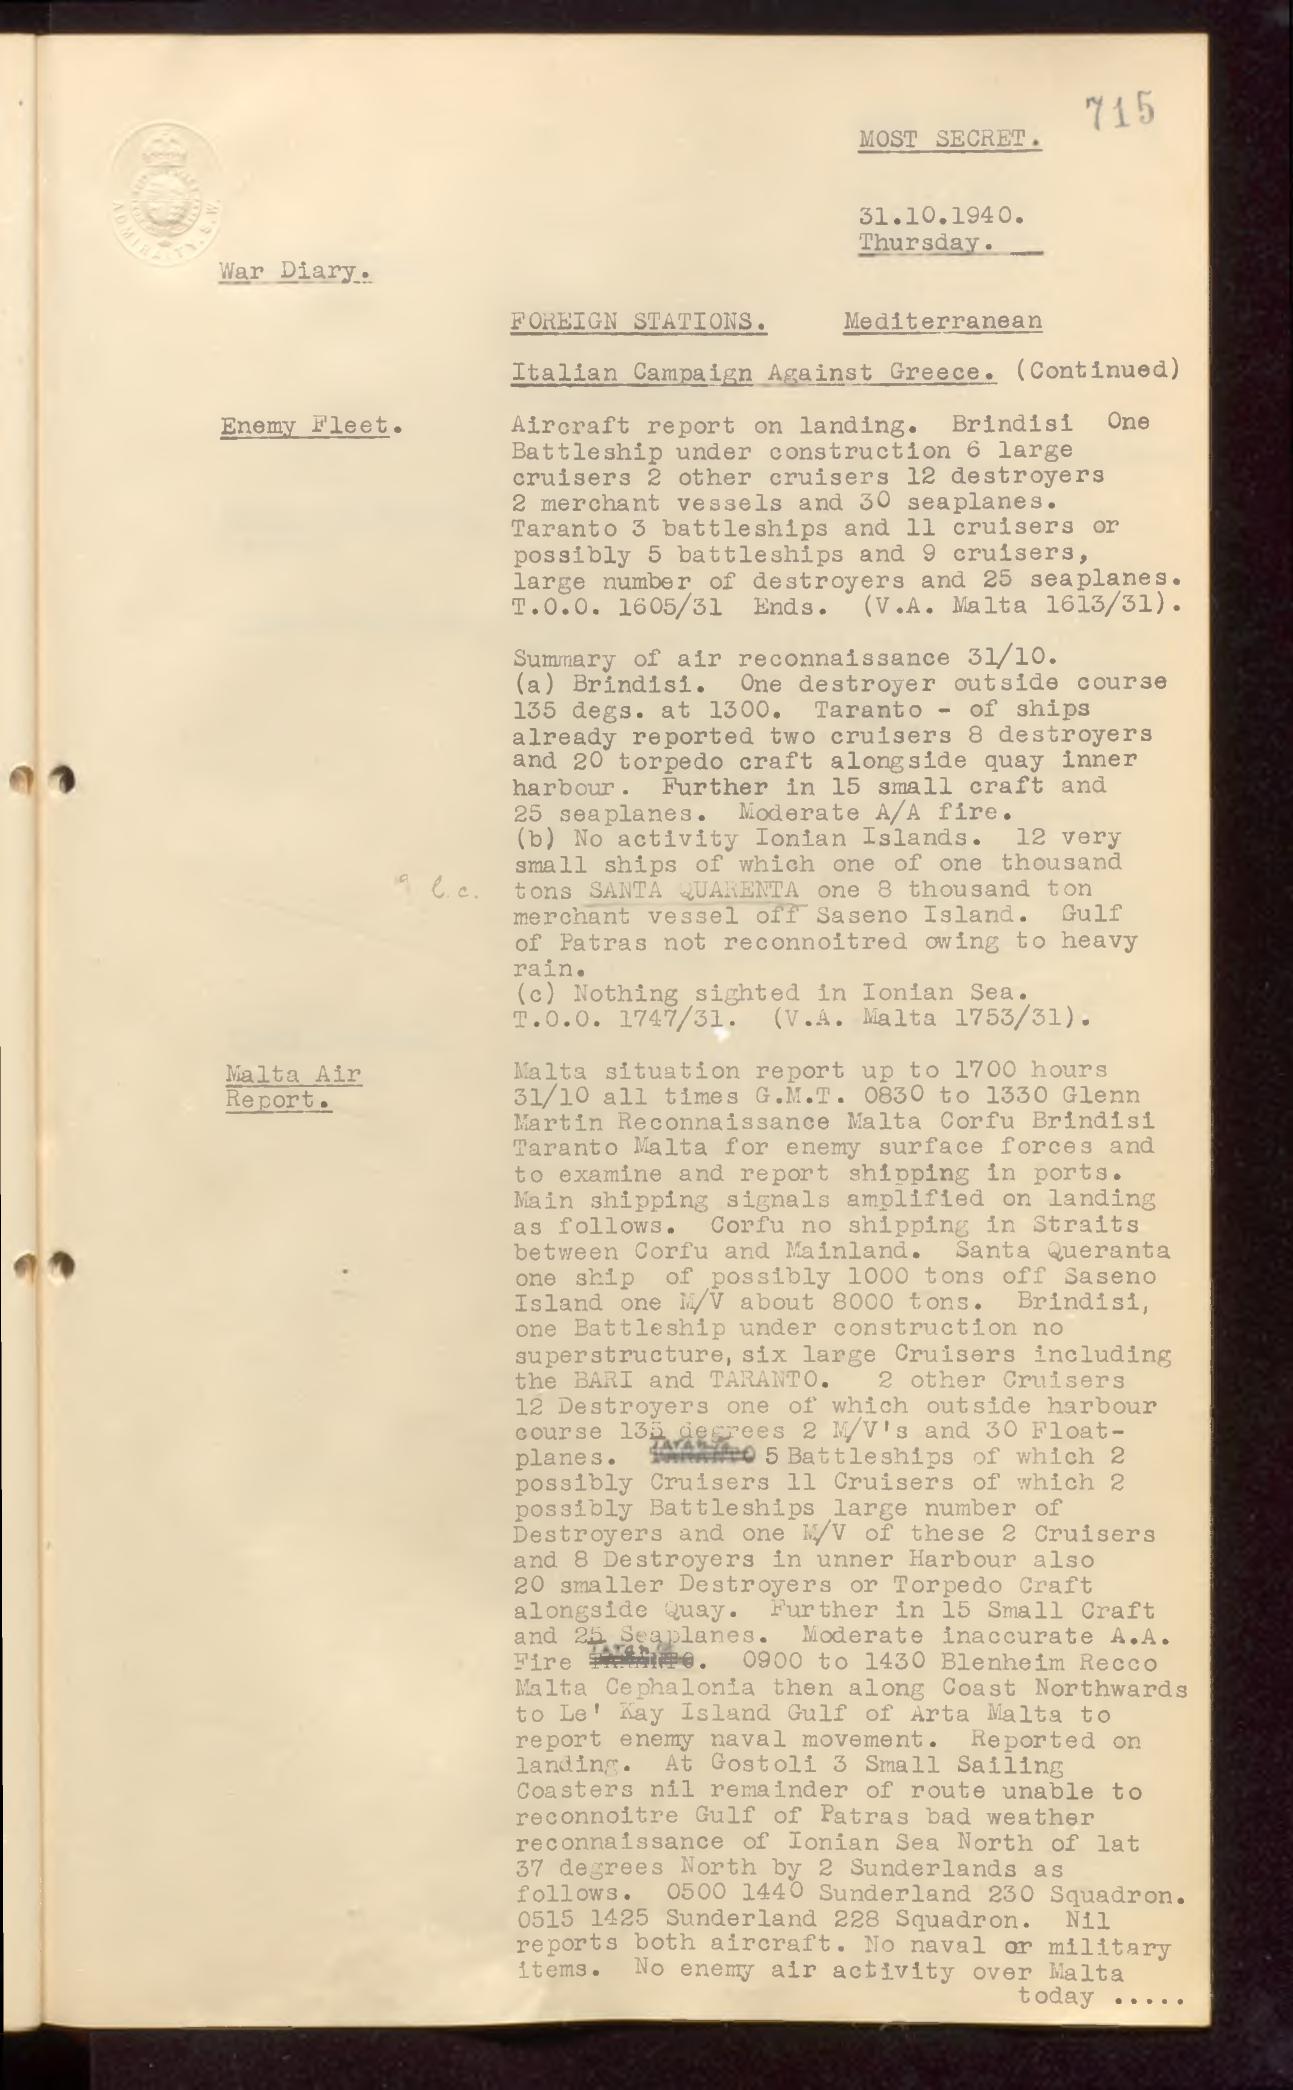 715
MOST SECRET.
31.10.1940.
Thursday.
ADMIRALTY. S.W.
War Diary.
FOREIGN STATIONS. Mediterranean
Italian Campaign Against Greece. (Continued)
Enemy Fleet.
Aircraft report on landing. Brindisi One
Battleship under construction 6 large
cruisers 2 other cruisers 12 destroyers
2 merchant vessels and 30 seaplanes.
Taranto 3 battleships and 11 cruisers or
possibly 5 battleships and 9 cruisers,
large number of destroyers and 25 seaplanes.
T.O.O. 1605/31 Ends. (V.A. Malta 1613/31).
Summary of air reconnaissance 31/10.
(a) Brindisi. One destroyer outside course
135 degs. at 1300. Taranto - of ships
already reported two cruisers 8 destroyers
and 20 torpedo craft alongside quay inner
harbour. Further in 15 small craft and
25 seaplanes. Moderate A/A fire.
(b) No activity Ionian Islands. 12 very
small ships of which one of one thousand
l.c. tons SANTA QUARENTA one 8 thousand ton
merchant vessel off Saseno Island. Gulf
of Patras not reconnoitred owing to heavy
rain.
(c) Nothing sighted in Ionian Sea.
T.O.O. 1747/31. (V.A. Malta 1753/31).
Malta Air
Report.
Malta situation report up to 1700 hours
31/10 all times G.M.T. 0830 to 1330 Glenn
Martin Reconnaissance Malta Corfu Brindisi
Taranto Malta for enemy surface forces and
to examine and report shipping in ports.
Main shipping signals amplified on landing
as follows. Corfu no shipping in Straits
between Corfu and Mainland. Santa Queranta
one ship of possibly 1000 tons off Saseno
Island one M/V about 8000 tons. Brindisi,
one Battleship under construction no
superstructure, six large Cruisers including
the BARI and TARANTO. 2 other Cruisers
12 Destroyers one of which outside harbour
course 135 degrees 2 M/V's and 30 Float-
planes. Taranto 5 Battleships of which 2
possibly Cruisers 11 Cruisers of which 2
possibly Battleships large number of
Destroyers and one M/V of these 2 Cruisers
and 8 Destroyers in unner Harbour also
20 smaller Destroyers or Torpedo Craft
alongside Quay. Further in 15 Small Craft
and 25 Seaplanes. Moderate inaccurate A.A.
Fire Taranto. 0900 to 1430 Blenheim Recco
Malta Cephalonia then along Coast Northwards
to Le' Kay Island Gulf of Arta Malta to
report enemy naval movement. Reported on
landing. At Gostoli 3 Small Sailing
Coasters nil remainder of route unable to
reconnoitre Gulf of Patras bad weather
reconnaissance of Ionian Sea North of lat
37 degrees North by 2 Sunderlands as
follows. 0500 1440 Sunderland 230 Squadron.
0515 1425 Sunderland 228 Squadron. Nil
reports both aircraft. No naval or military
items. No enemy air activity over Malta
today .....